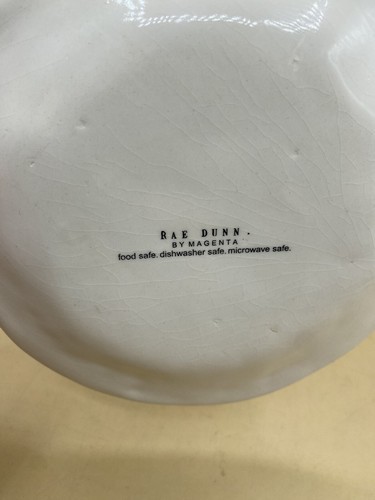 RAE DUNN.
BY MAGENTA
food safe. dishwasher safe. microwave safe.